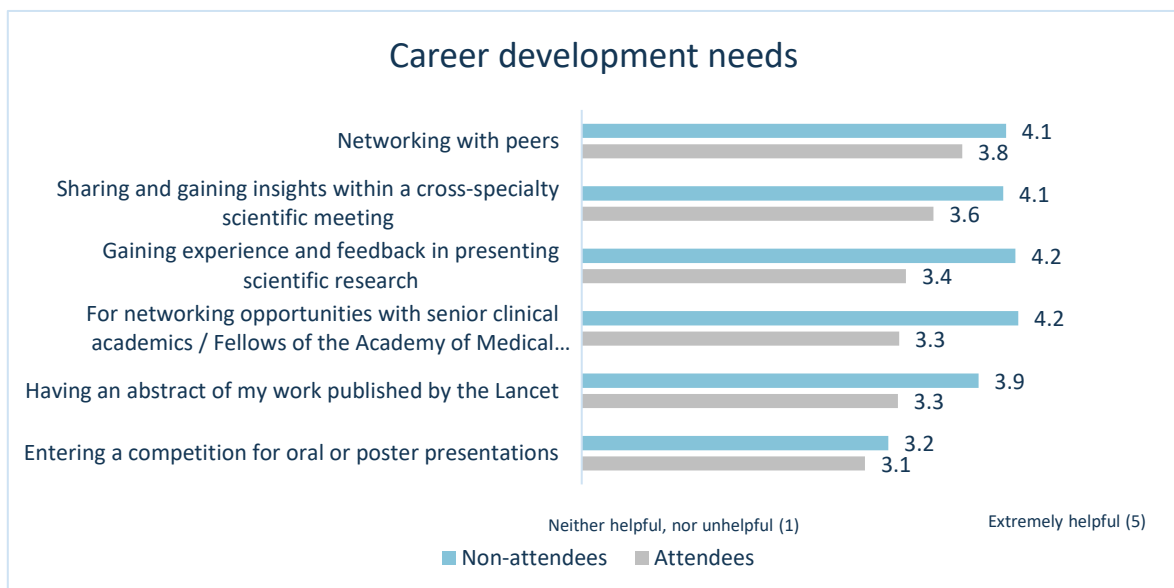 Career development needs
Networking with peers
4.1
3.8
Sharing and gaining insights within a cross-specialty
scientific meeting
4.1
3.6
Gaining experience and feedback in presenting
scientific research
4.2
3.4
For networking opportunities with senior clinical
academics / Fellows of the Academy of Medical...
4.2
3.3
Having an abstract of my work published by the Lancet
3.9
3.3
Entering a competition for oral or poster presentations
3.2
3.1
Neither helpful, nor unhelpful (1)
Extremely helpful (5)
Non-attendees
Attendees